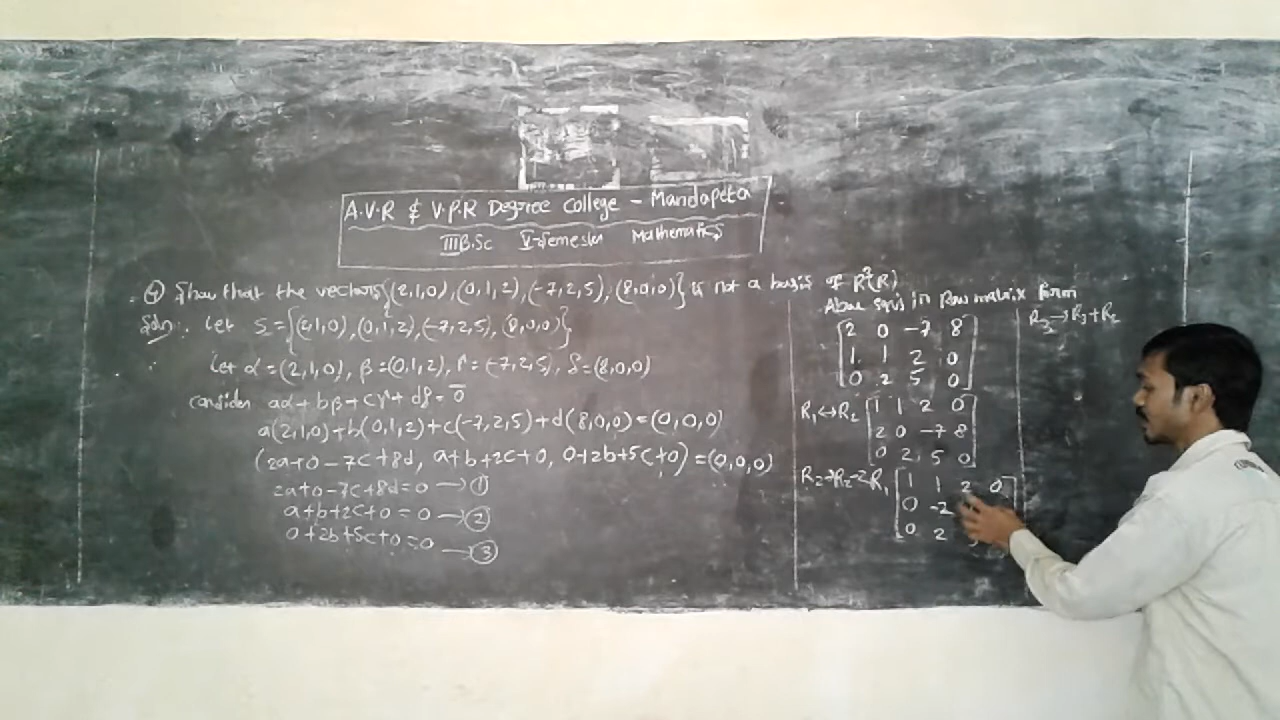 A.V.R & V.P.R Degree College - Mandapeta
III B.Sc V-Semester Mathematics
Show that the vectors {(2,1,0), (0,1,2), (-7,2,5), (8,0,0)} is not a basis of R³(R)
Soln: Let S = {(2,1,0), (0,1,2), (-7,2,5), (8,0,0)}
Let α = (2,1,0), β = (0,1,2), γ = (-7,2,5), δ = (8,0,0)
consider aα + bβ + cγ + dδ = 0̄
a(2,1,0) + b(0,1,2) + c(-7,2,5) + d(8,0,0) = (0,0,0)
(2a+0-7c+8d, a+b+2c+0, 0+2b+5c+0) = (0,0,0)
2a+0-7c+8d=0 → ①
a+b+2c+0=0 → ②
0+2b+5c+0=0 → ③
in Row matrix form
2 0 -7 8
1 1 2 0
0 2 5 0
R₁↔R₂ 1 1 2 0
2 0 -7 8
0 2 5 0
R₂→R₂-2R₁ 1 1 2 0
0 -2
0 2
R₃→R₃+R₂